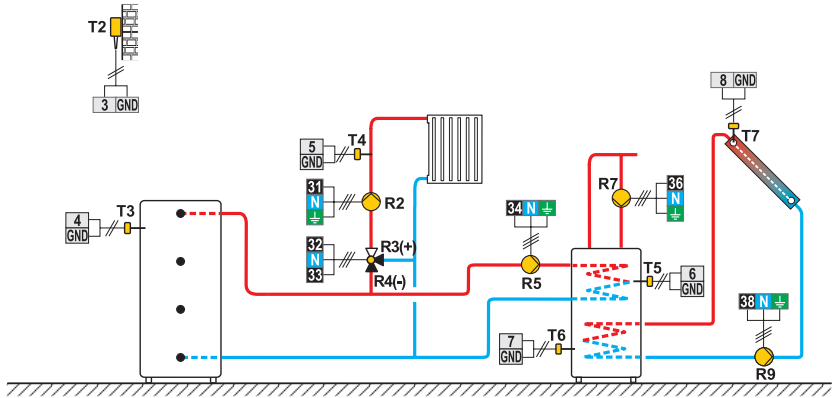 T2
3 GND
8 GND
T7
5
GND
T4
31
N
R2
R7
36
N
4
GND
T3
34 N
32
N
33
R3(+)
R4(-)
R5
T5
6
GND
38 N
7
GND
T6
R9